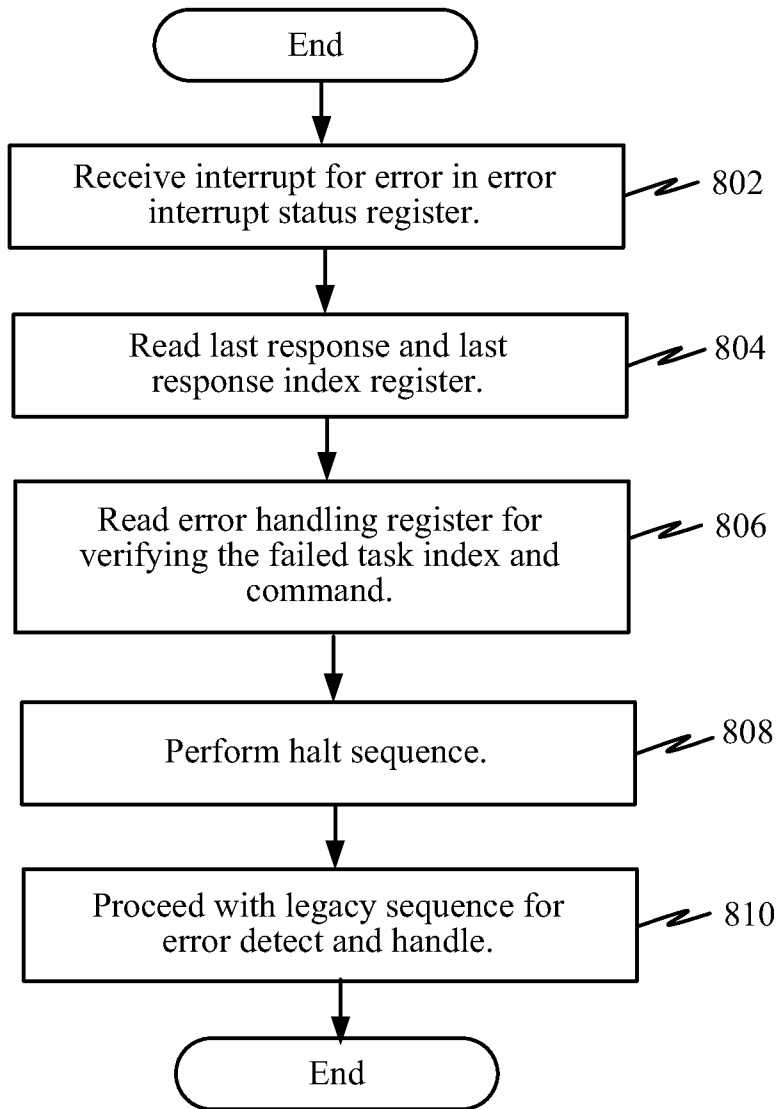 End
Receive interrupt for error in error
interrupt status register.
802
Read last response and last
response index register.
804
Read error handling register for
verifying the failed task index and
command.
806
Perform halt sequence.
808
Proceed with legacy sequence for
error detect and handle.
810
End